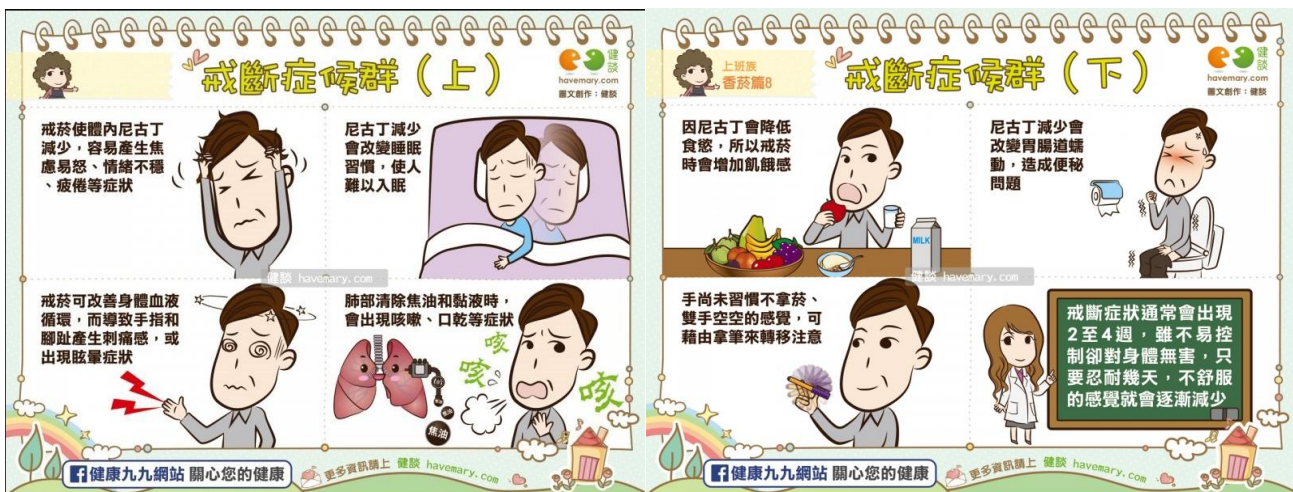 戒斷症候群（上）
健談
havemary.com
圖文創作：健談
戒菸使體內尼古丁
減少，容易產生焦
慮易怒、情緒不穩
、疲倦等症狀
尼古丁減少
會改變睡眠
習慣，使人
難以入眠
健談 havemary.com
戒菸可改善身體血液
循環，而導致手指和
腳趾產生刺痛感，或
出現眩暈症狀
肺部清除焦油和黏液時，
會出現咳嗽、口乾等症狀
咳
咳
咳
焦油
健康九九網站 關心您的健康
更多資訊請上 健談 havemary.com
上班族
香菸篇8
戒斷症候群（下）
健談
havemary.com
圖文創作：健談
因尼古丁會降低
食慾，所以戒菸
時會增加飢餓感
MILK
尼古丁減少會
改變胃腸道蠕
動，造成便秘
問題
健談 havemary.com
手尚未習慣不拿菸、
雙手空空的感覺，可
藉由拿筆來轉移注意
戒斷症狀通常會出現
2至4週，雖不易控
制卻對身體無害，只
要忍耐幾天，不舒服
的感覺就會逐漸減少
健康九九網站 關心您的健康
更多資訊請上 健談 havemary.com